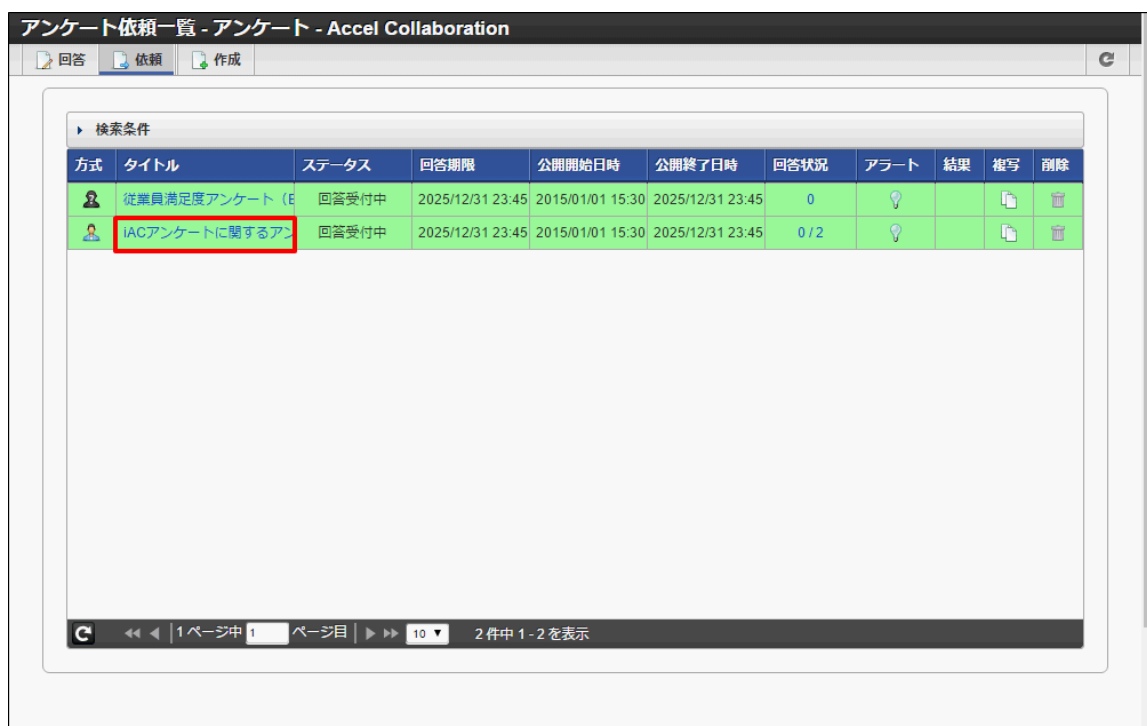 アンケート依頼一覧 - アンケート - Accel Collaboration
回答 依頼 作成
検索条件
方式 タイトル ステータス 回答期限 公開開始日時 公開終了日時 回答状況 アラート 結果 複写 削除
従業員満足度アンケート（E 回答受付中 2025/12/31 23:45 2015/01/01 15:30 2025/12/31 23:45 0
iACアンケートに関するアン 回答受付中 2025/12/31 23:45 2015/01/01 15:30 2025/12/31 23:45 0 / 2
1 ページ中 1 ページ目 10 2 件中 1 - 2 を表示